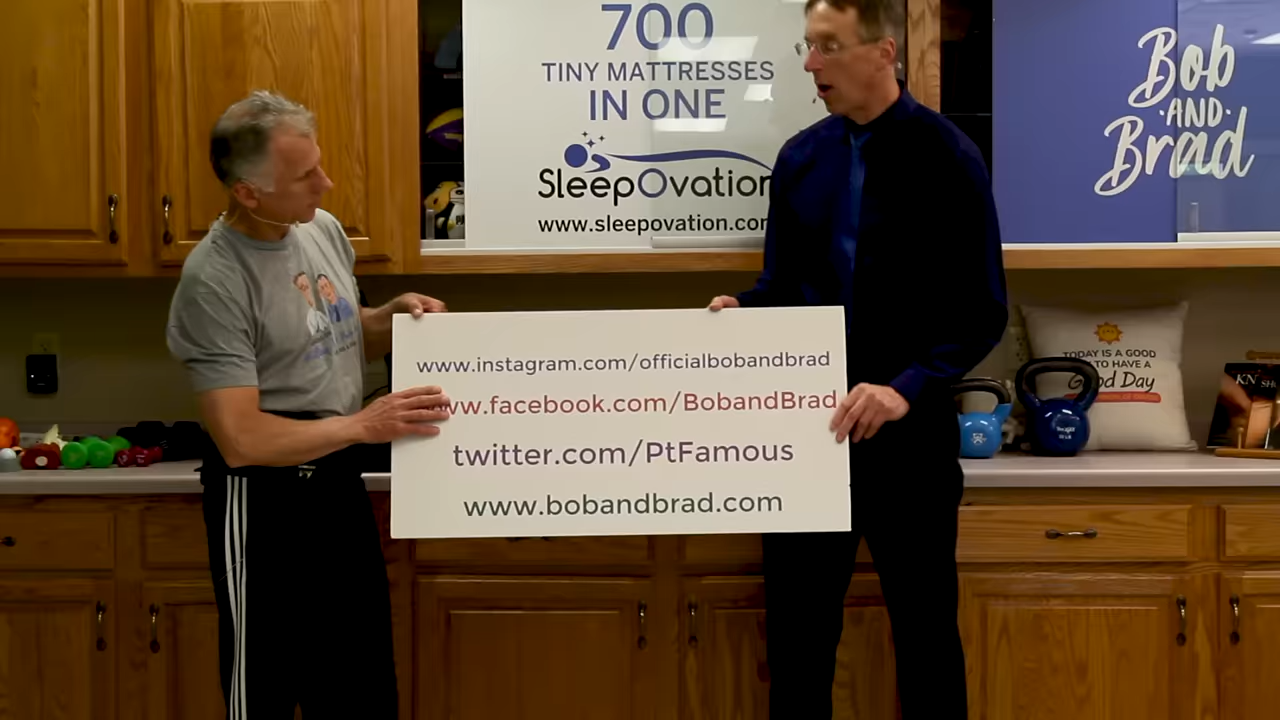 700
TINY MATTRESSES
IN ONE
SleepOvation
www.sleepovation.com
Bob
AND
Brad
www.instagram.com/officialbobandbrad
www.facebook.com/BobandBrad
twitter.com/PtFamous
www.bobandbrad.com
TODAY IS A GOOD
TO HAVE A
Good Day
KN